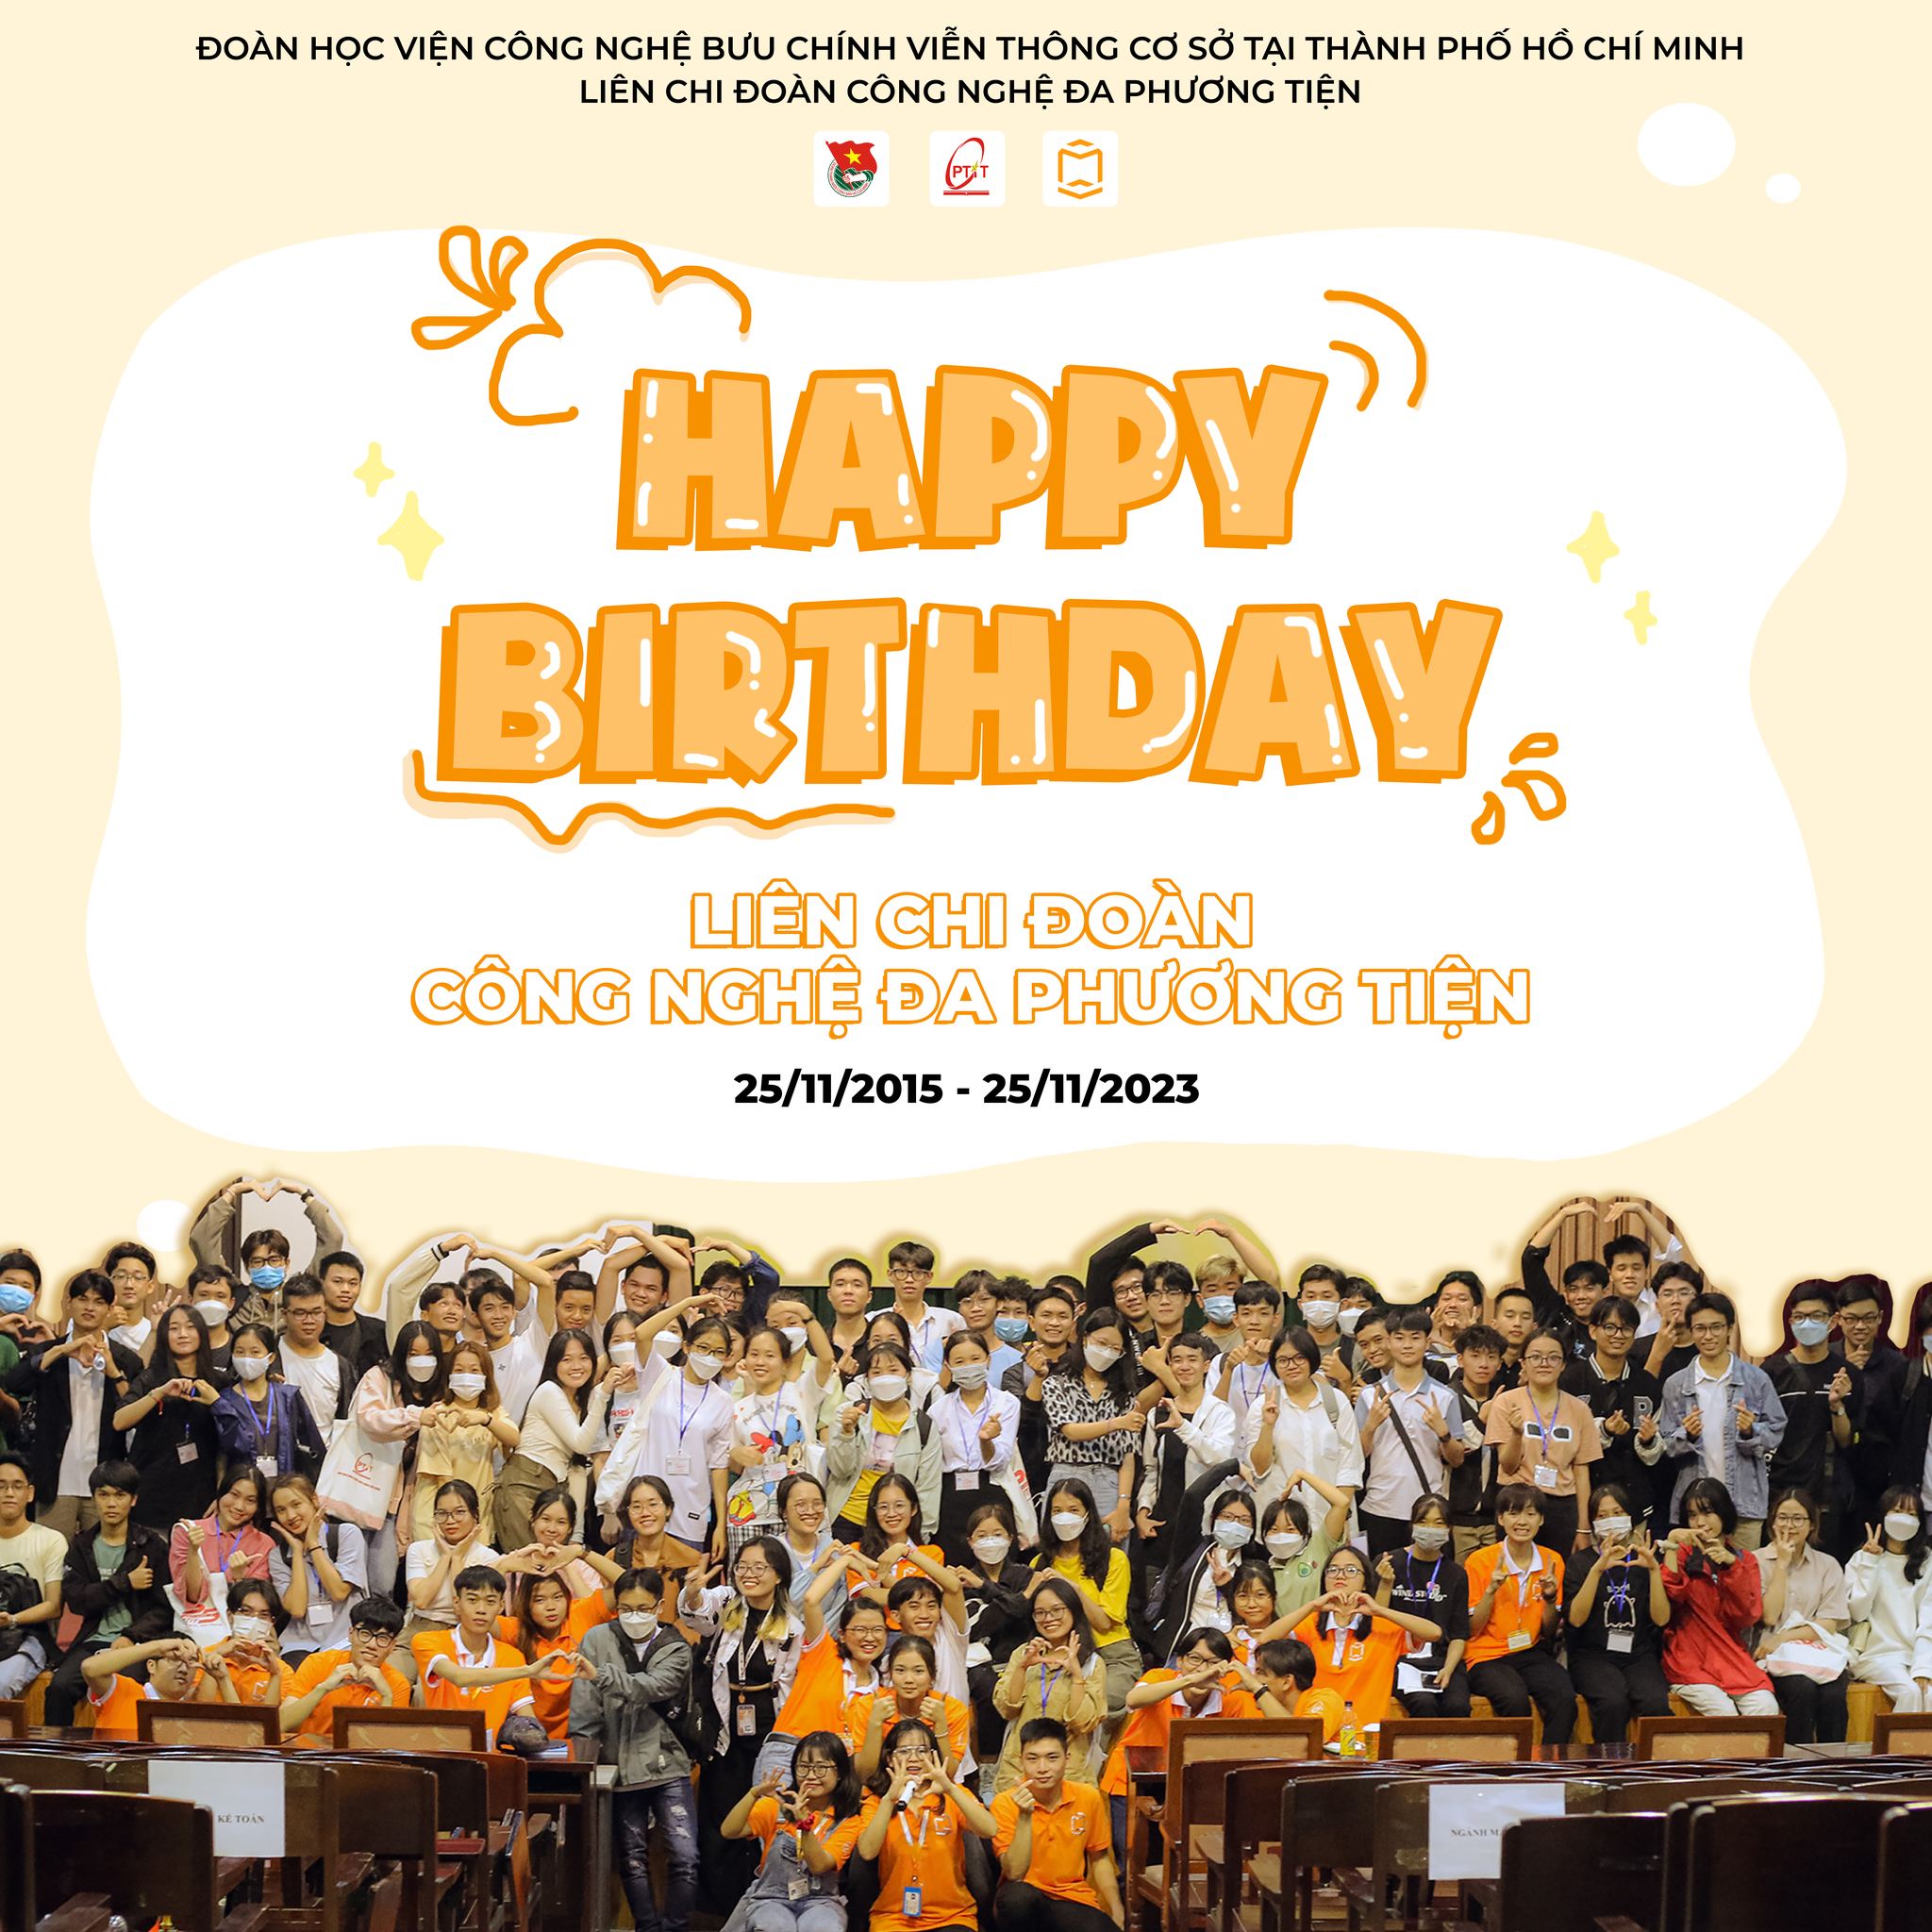 ĐOÀN HỌC VIỆN CÔNG NGHỆ BƯU CHÍNH VIỄN THÔNG CƠ SỞ TẠI THÀNH PHỐ HỒ CHÍ MINH
LIÊN CHI ĐOÀN CÔNG NGHỆ ĐA PHƯƠNG TIỆN
PTIT
HAPPY
BIRTHDAY
LIÊN CHI ĐOÀN
CÔNG NGHỆ ĐA PHƯƠNG TIỆN
25/11/2015 - 25/11/2023
KẾ TOÁN
NGÀNH